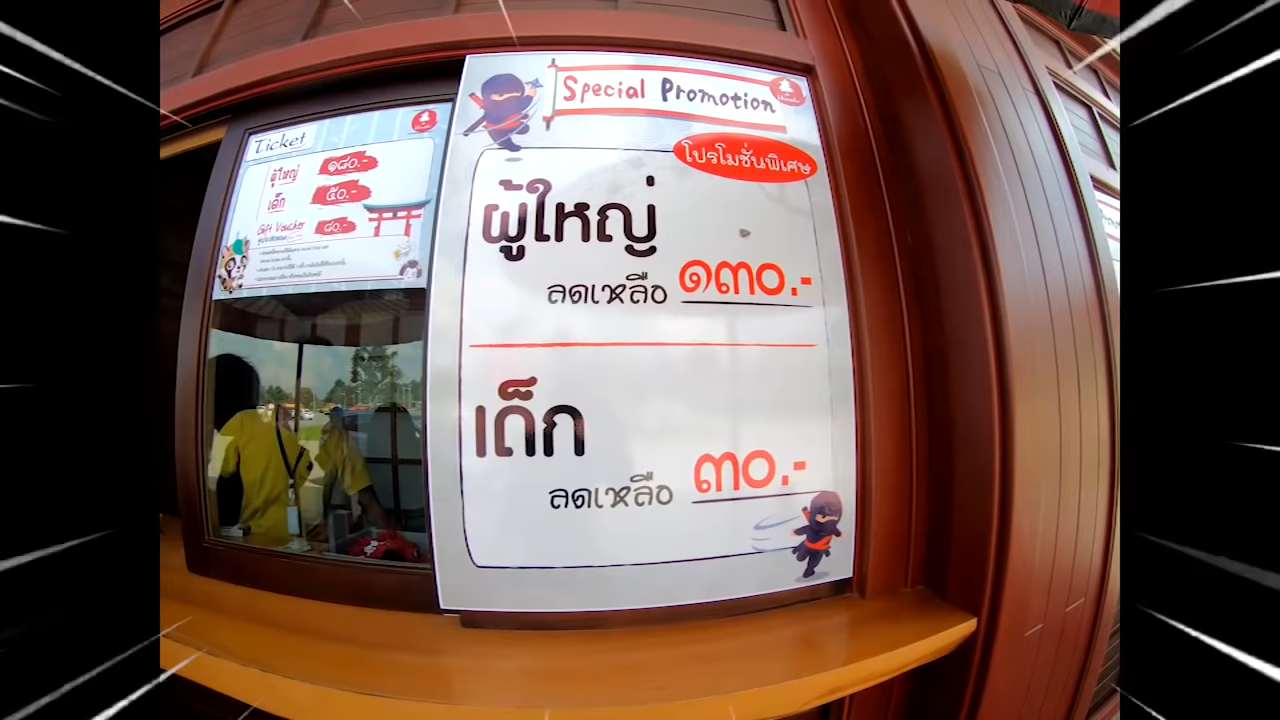 Special Promotion
โปรโมชั่นพิเศษ
ผู้ใหญ่
ลดเหลือ ๑๓๐.-
เด็ก
ลดเหลือ ๓๐.-
Ticket
ผู้ใหญ่ ๑๘๐.-
เด็ก ๕๐.-
Gift Voucher ๘๐.-